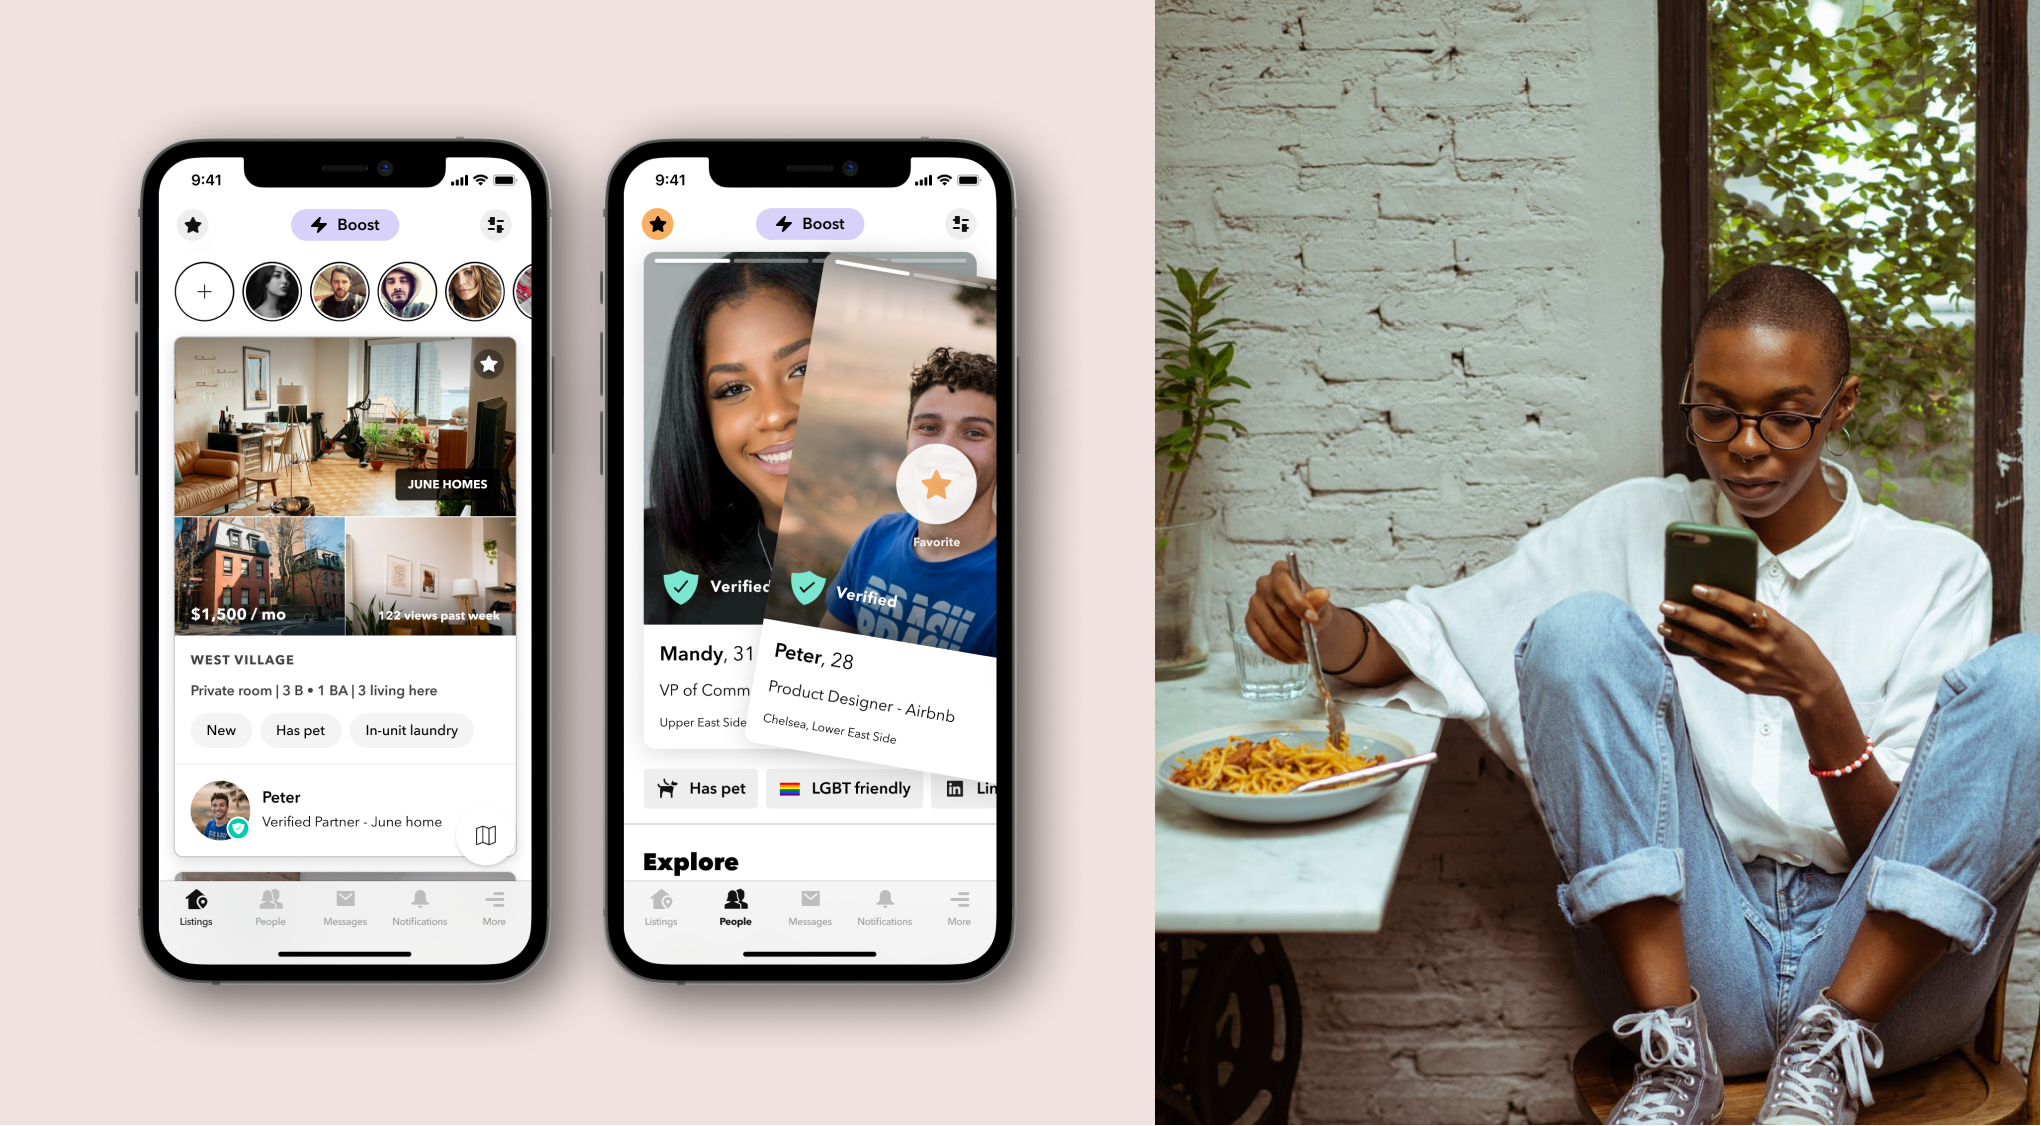 9:41
Boost
JUNE HOMES
$1,500 / mo
122 views past week
WEST VILLAGE
Private room | 3 B • 1 BA | 3 living here
New
Has pet
In-unit laundry
Peter
Verified Partner - June home
Listings
People
Messages
Notifications
More
9:41
Boost
Favorite
Verified
Verified
Mandy, 31
VP of Comm
Upper East Side
Peter, 28
Product Designer - Airbnb
Chelsea, Lower East Side
Has pet
LGBT friendly
in
Lin
Explore
Listings
People
Messages
Notifications
More